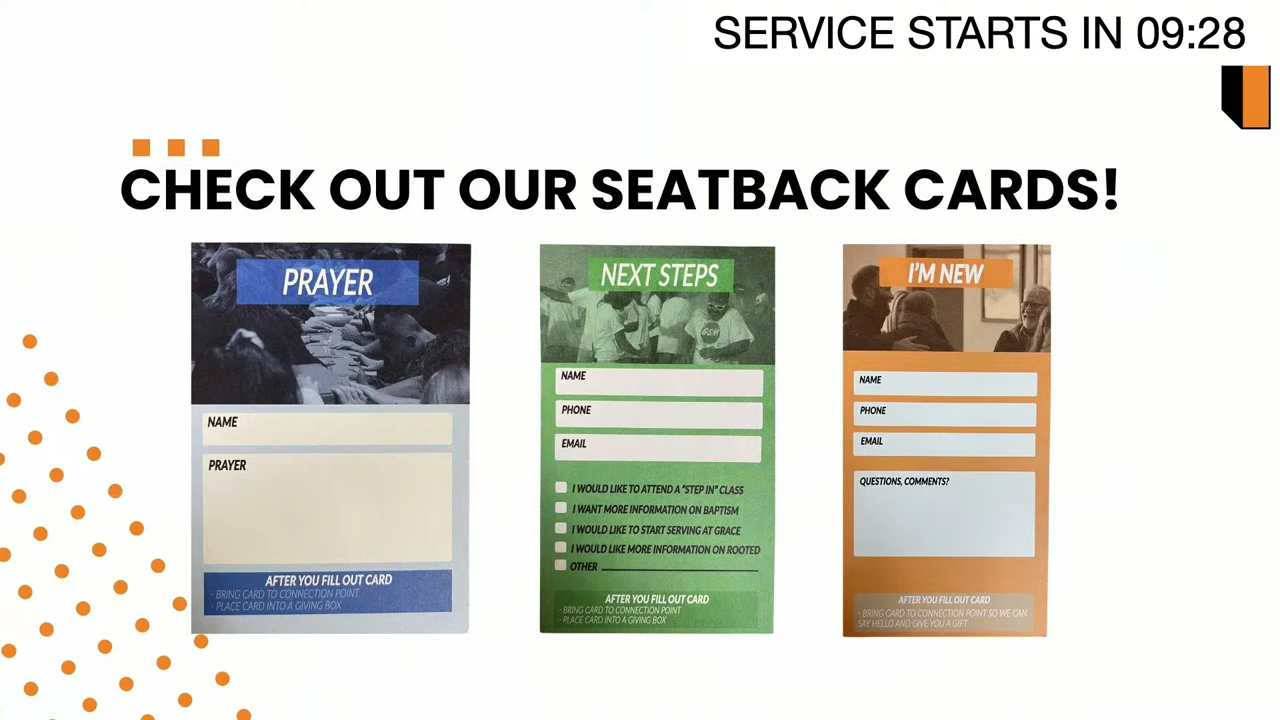 SERVICE STARTS IN 09:28
CHECK OUT OUR SEATBACK CARDS!
PRAYER
NAME
PRAYER
AFTER YOU FILL OUT CARD
- BRING CARD TO CONNECTION POINT
- PLACE CARD INTO A GIVING BOX
NEXT STEPS
GSM
NAME
PHONE
EMAIL
I WOULD LIKE TO ATTEND A "STEP IN" CLASS
I WANT MORE INFORMATION ON BAPTISM
I WOULD LIKE TO START SERVING AT GRACE
I WOULD LIKE MORE INFORMATION ON ROOTED
OTHER
AFTER YOU FILL OUT CARD
- BRING CARD TO CONNECTION POINT
- PLACE CARD INTO A GIVING BOX
I'M NEW
NAME
PHONE
EMAIL
QUESTIONS, COMMENTS?
AFTER YOU FILL OUT CARD
- BRING CARD TO CONNECTION POINT SO WE CAN
SAY HELLO AND GIVE YOU A GIFT